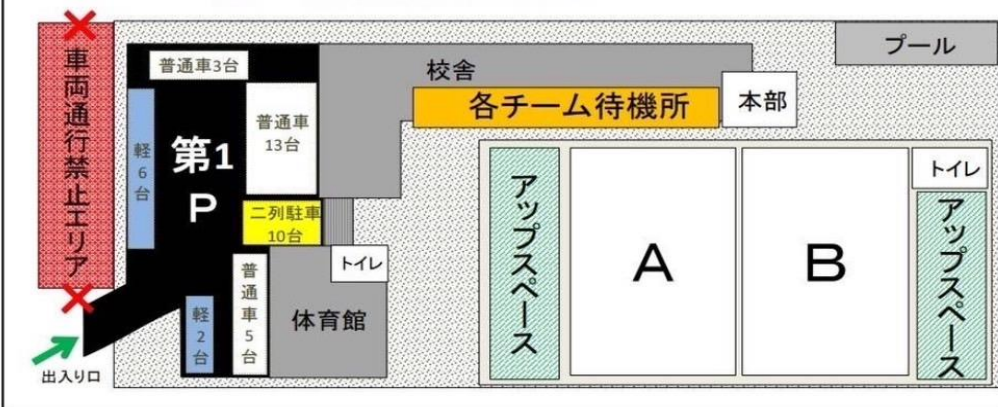 車両通行禁止エリア
普通車3台
軽6台
第1
P
普通車
13台
二列駐車
10台
軽2台
普通車5台
出入り口
校舎
各チーム待機所
本部
プール
トイレ
体育館
アップスペース
A
B
トイレ
アップスペース